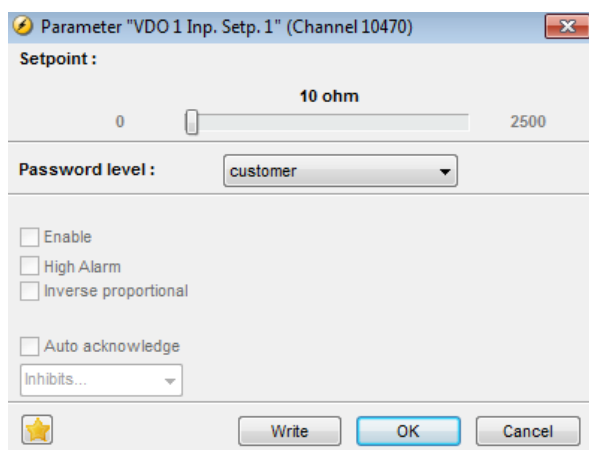 Parameter "VDO 1 Inp. Setp. 1" (Channel 10470)
Setpoint :
10 ohm
0 2500
Password level : customer
Enable
High Alarm
Inverse proportional
Auto acknowledge
Inhibits...
Write OK Cancel